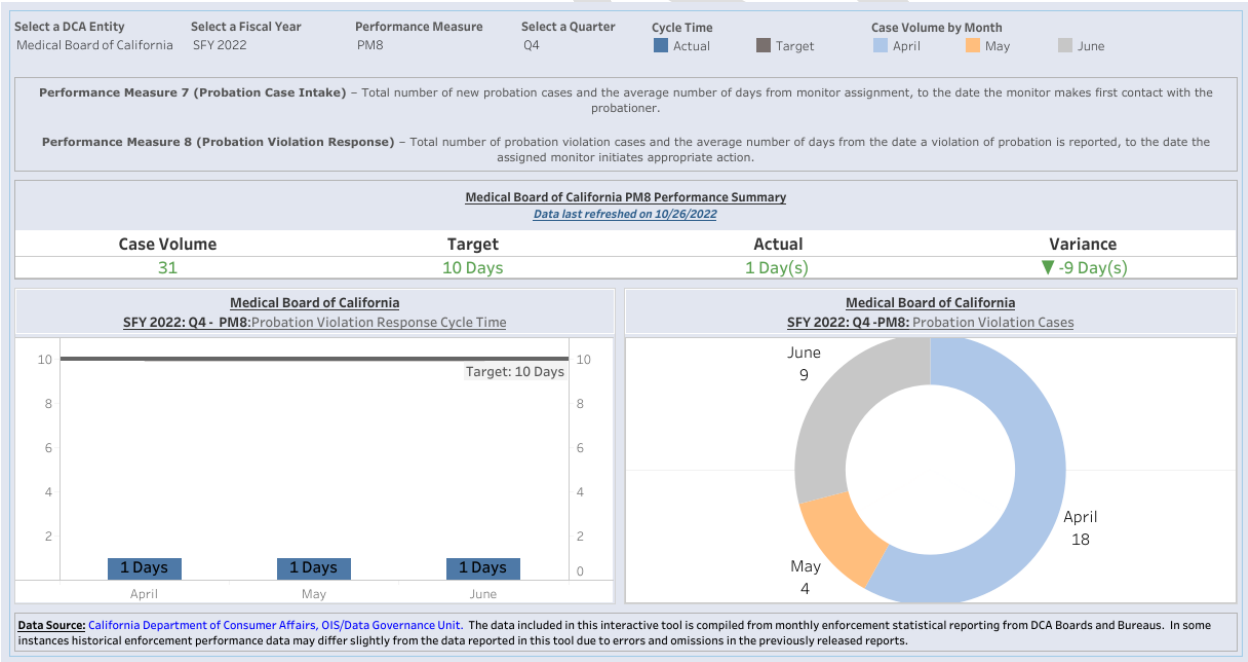 Select a DCA Entity
Select a Fiscal Year
Performance Measure
Select a Quarter
Cycle Time
Case Volume by Month
Medical Board of California
SFY 2022
PM8
Q4
Actual
Target
April
May
June
Performance Measure 7 (Probation Case Intake) – Total number of new probation cases and the average number of days from monitor assignment, to the date the monitor makes first contact with the
probationer.
Performance Measure 8 (Probation Violation Response) – Total number of probation violation cases and the average number of days from the date a violation of probation is reported, to the date the
assigned monitor initiates appropriate action.
Medical Board of California PM8 Performance Summary
Data last refreshed on 10/26/2022
Case Volume
Target
Actual
Variance
31
10 Days
1 Day(s)
▼ -9 Day(s)
Medical Board of California
SFY 2022: Q4 - PM8:Probation Violation Response Cycle Time
10
8
6
4
2
Target: 10 Days
10
8
6
4
2
0
1 Days
1 Days
1 Days
April
May
June
Medical Board of California
SFY 2022: Q4 -PM8: Probation Violation Cases
June
9
April
18
May
4
Data Source: California Department of Consumer Affairs, OIS/Data Governance Unit. The data included in this interactive tool is compiled from monthly enforcement statistical reporting from DCA Boards and Bureaus. In some
instances historical enforcement performance data may differ slightly from the data reported in this tool due to errors and omissions in the previously released reports.